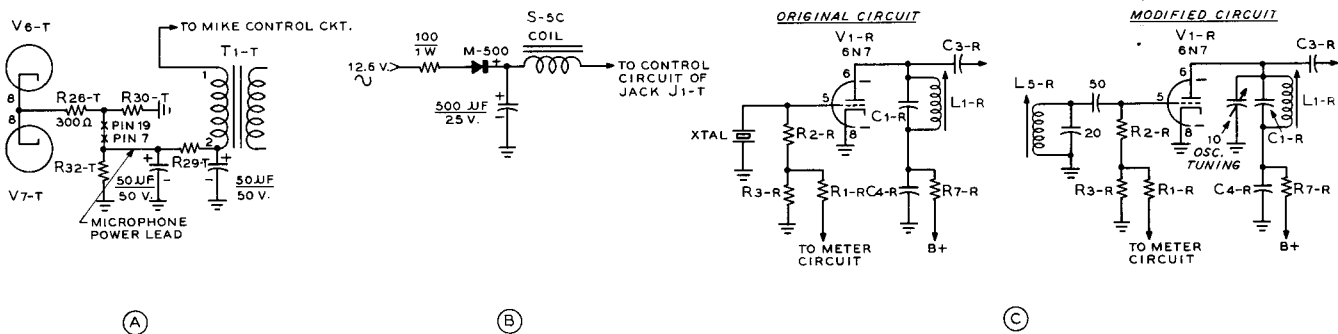 V6-T
TO MIKE CONTROL CKT.
T1-T
1
8
R26-T
R30-T
300Ω
8
PIN 19
PIN 7
2
R29-T
R32-T
+
+
50UF
50 V.
-
-
50UF
50 V.
V7-T
MICROPHONE
POWER LEAD
A
S-5C
COIL
100
1W
M-500
+
12.6 V.
TO CONTROL
CIRCUIT OF
JACK J1-T
+
500 UF
25 V.
-
B
ORIGINAL CIRCUIT
V1-R
6N7
C3-R
6
5
C1-R
L1-R
8
XTAL
R2-R
R3-R
R1-R
C4-R
R7-R
TO METER
CIRCUIT
B+
MODIFIED CIRCUIT
V1-R
6N7
C3-R
6
L5-R
50
5
L1-R
20
8
10
OSC.
TUNING
C1-R
R2-R
R3-R
R1-R
C4-R
R7-R
TO METER
CIRCUIT
B+
C